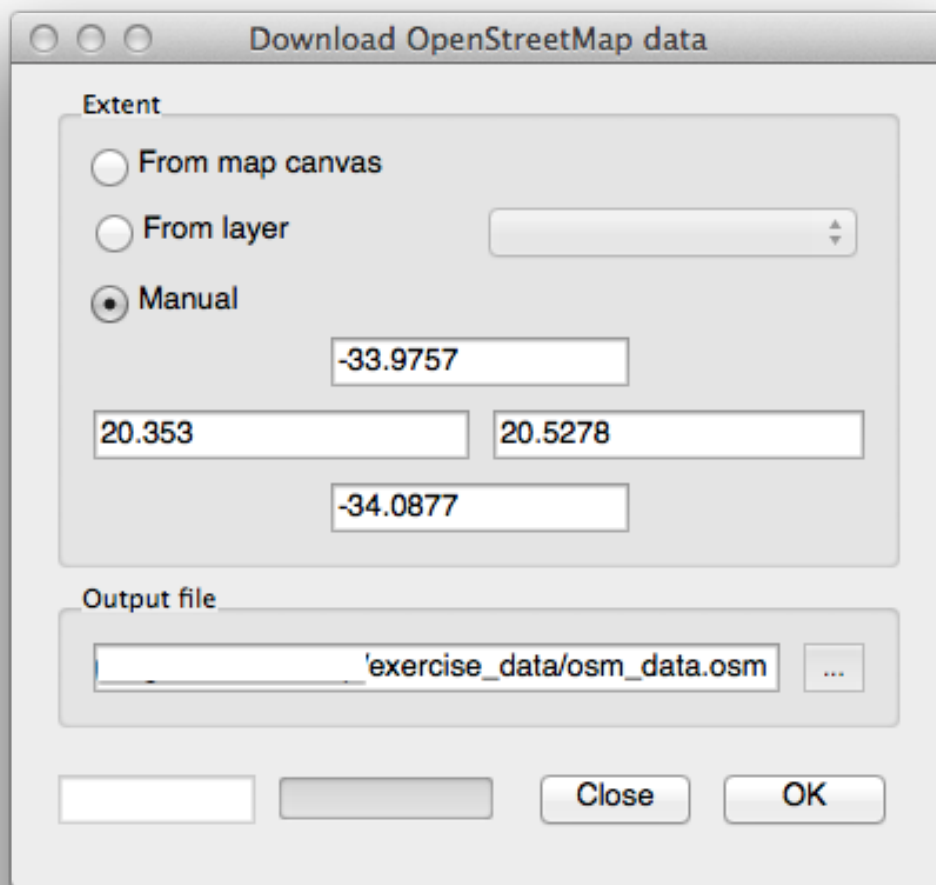 Download OpenStreetMap data
Extent
From map canvas
From layer
Manual
-33.9757
20.353 20.5278
-34.0877
Output file
/exercise_data/osm_data.osm ...
Close OK